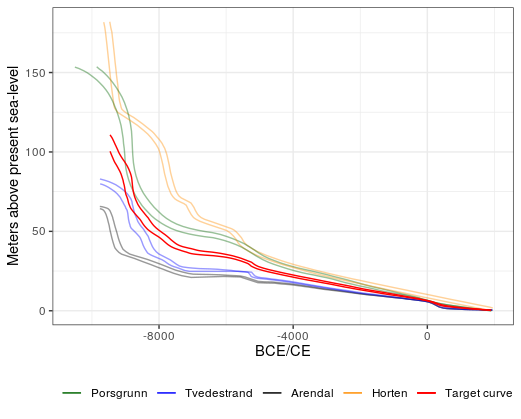 Meters above present sea-level
150
100
50
0
-8000 -4000 0
BCE/CE
Porsgrunn Tvedestrand Arendal Horten Target curve